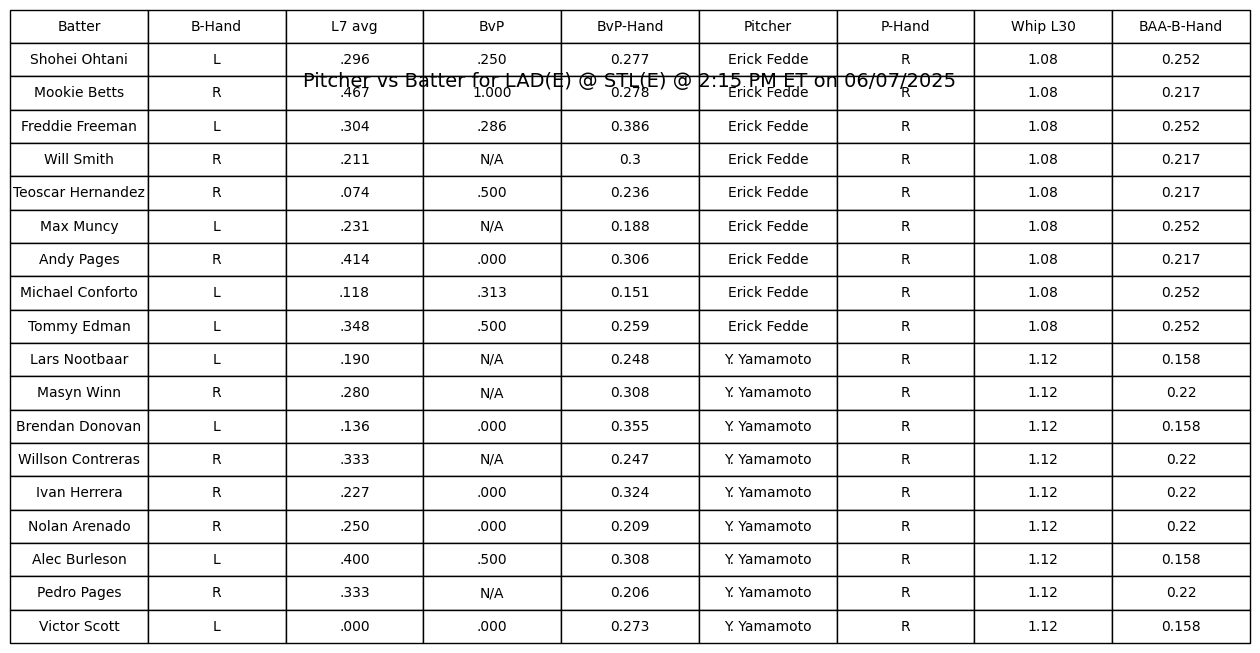 Batter B-Hand L7 avg BvP BvP-Hand Pitcher P-Hand Whip L30 BAA-B-Hand
Shohei Ohtani L .296 .250 0.277 Erick Fedde R 1.08 0.252
Pitcher vs Batter for LAD(E) @ STL(E) @ 2:15 PM ET on 06/07/2025
Mookie Betts R .467 1.000 0.278 Erick Fedde R 1.08 0.217
Freddie Freeman L .304 .286 0.386 Erick Fedde R 1.08 0.252
Will Smith R .211 N/A 0.3 Erick Fedde R 1.08 0.217
Teoscar Hernandez R .074 .500 0.236 Erick Fedde R 1.08 0.217
Max Muncy L .231 N/A 0.188 Erick Fedde R 1.08 0.252
Andy Pages R .414 .000 0.306 Erick Fedde R 1.08 0.217
Michael Conforto L .118 .313 0.151 Erick Fedde R 1.08 0.252
Tommy Edman L .348 .500 0.259 Erick Fedde R 1.08 0.252
Lars Nootbaar L .190 N/A 0.248 Y. Yamamoto R 1.12 0.158
Masyn Winn R .280 N/A 0.308 Y. Yamamoto R 1.12 0.22
Brendan Donovan L .136 .000 0.355 Y. Yamamoto R 1.12 0.158
Willson Contreras R .333 N/A 0.247 Y. Yamamoto R 1.12 0.22
Ivan Herrera R .227 .000 0.324 Y. Yamamoto R 1.12 0.22
Nolan Arenado R .250 .000 0.209 Y. Yamamoto R 1.12 0.22
Alec Burleson L .400 .500 0.308 Y. Yamamoto R 1.12 0.158
Pedro Pages R .333 N/A 0.206 Y. Yamamoto R 1.12 0.22
Victor Scott L .000 .000 0.273 Y. Yamamoto R 1.12 0.158